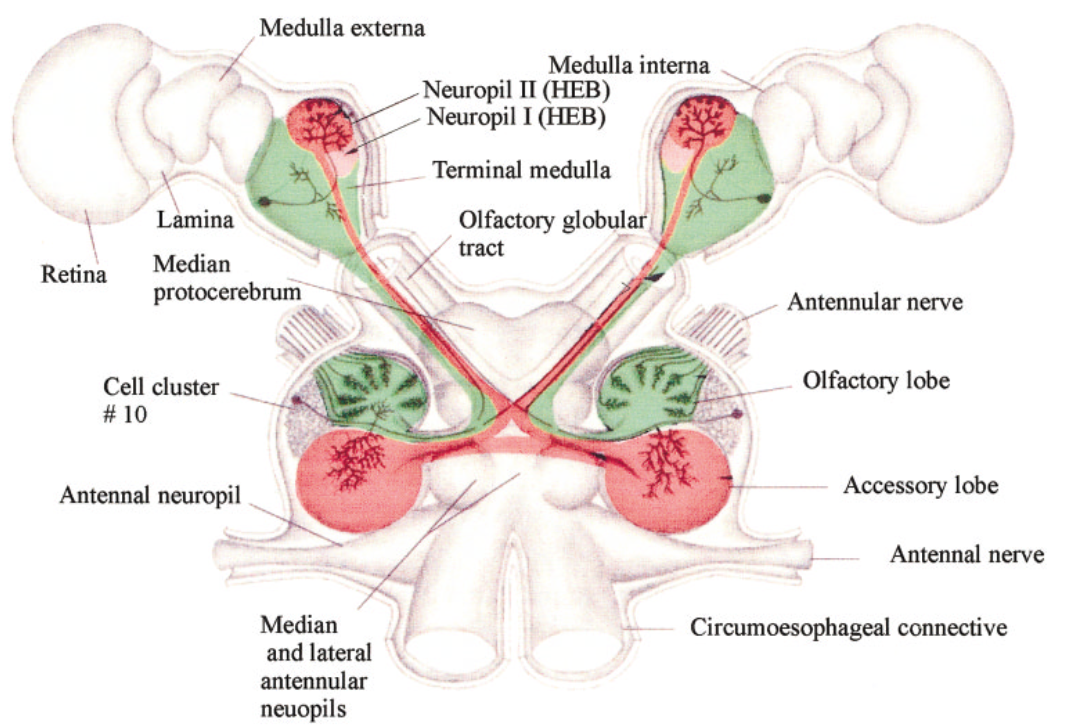 Medulla externa
Medulla interna
Neuropil II (HEB)
Neuropil I (HEB)
Terminal medulla
Lamina
Olfactory globular
tract
Retina
Median
protocerebrum
Antennular nerve
Cell cluster
# 10
Olfactory lobe
Antennal neuropil
Accessory lobe
Antennal nerve
Median
and lateral
antennular
neuopils
Circumoesophageal connective